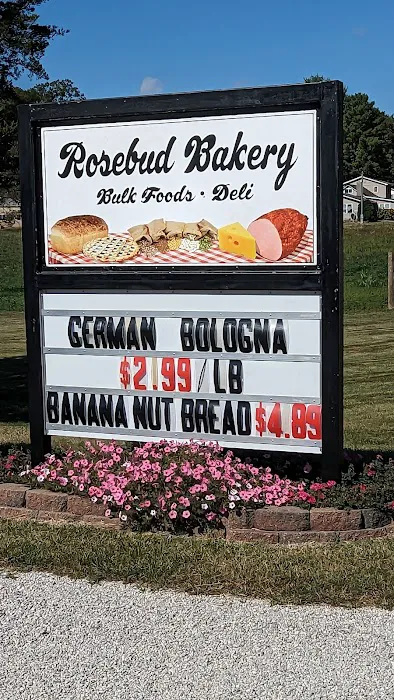 Rosebud Bakery
Bulk Foods · Deli
GERMAN BOLOGNA
$2.99/LB
BANANA NUT BREAD $4.89